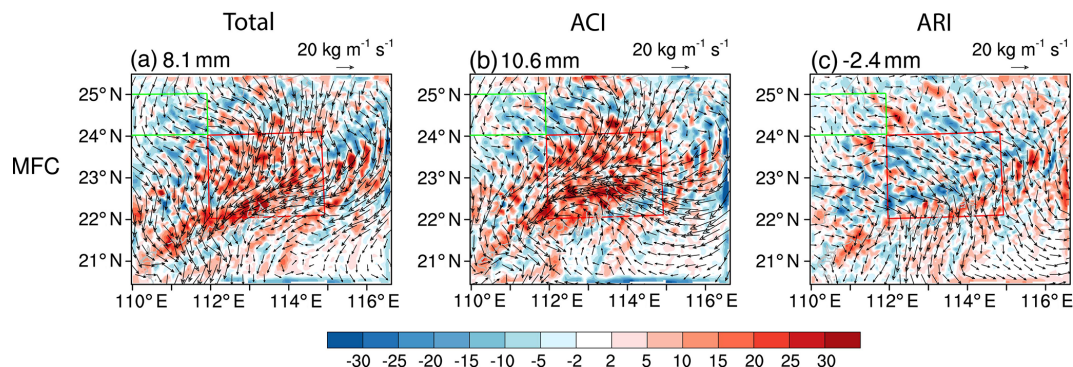 Total ACI ARI
(a) 8.1 mm 20 kg m⁻¹ s⁻¹ (b) 10.6 mm 20 kg m⁻¹ s⁻¹ (c) -2.4 mm 20 kg m⁻¹ s⁻¹
25° N 25° N 25° N
24° N 24° N 24° N
MFC 23° N 23° N 23° N
22° N 22° N 22° N
21° N 21° N 21° N
110° E 112 114 116° E 110° E 112 114 116° E 110° E 112 114 116° E
-30 -25 -20 -15 -10 -5 -2 2 5 10 15 20 25 30